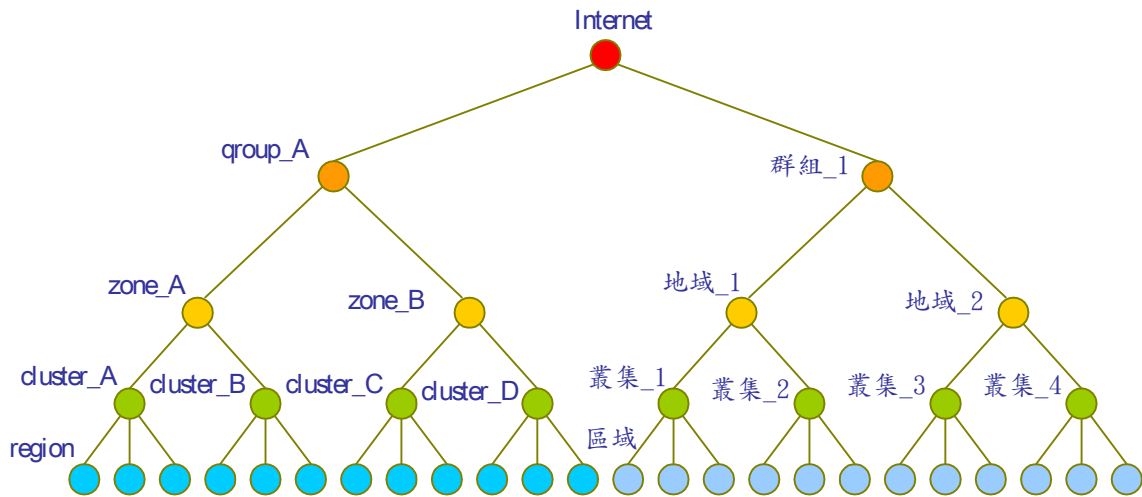 Internet
qroup_A
群組_1
zone_A
zone_B
地域_1
地域_2
cluster_A
cluster_B
cluster_C
cluster_D
叢集_1
叢集_2
叢集_3
叢集_4
region
區域